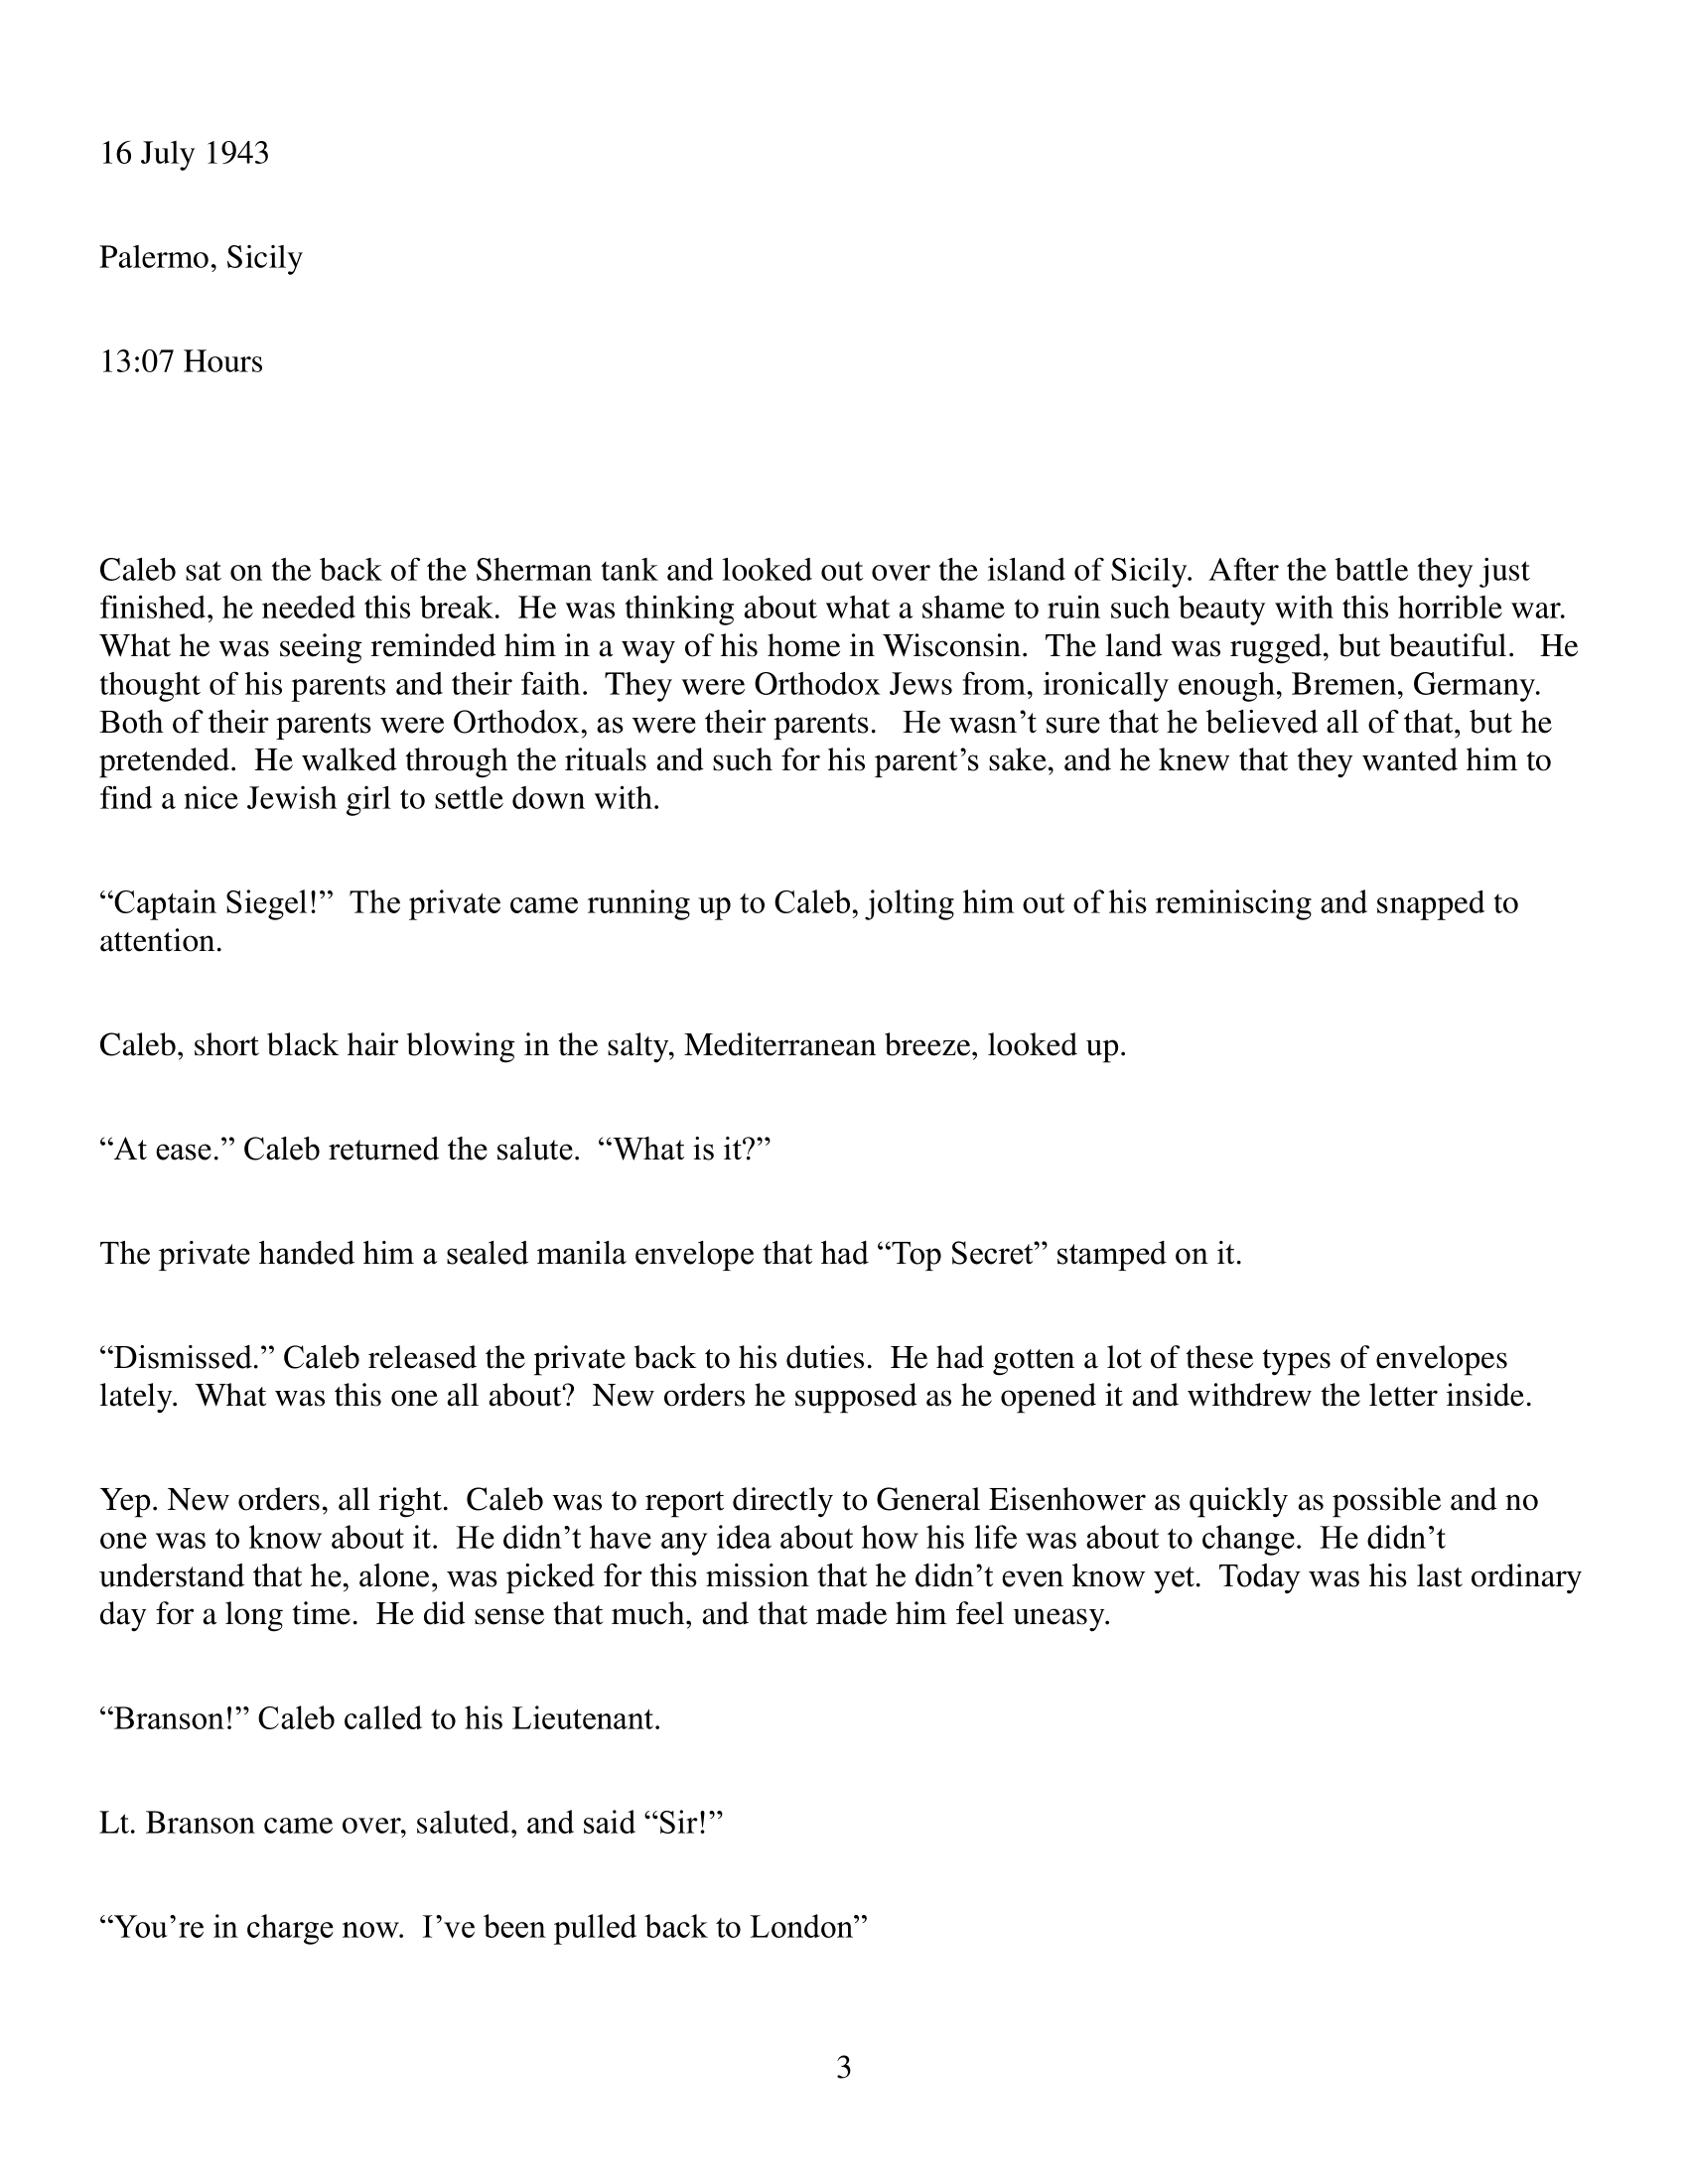 16 July 1943
Palermo, Sicily
13:07 Hours
Caleb sat on the back of the Sherman tank and looked out over the island of Sicily.  After the battle they just
finished, he needed this break.  He was thinking about what a shame to ruin such beauty with this horrible war.
What he was seeing reminded him in a way of his home in Wisconsin.  The land was rugged, but beautiful.   He
thought of his parents and their faith.  They were Orthodox Jews from, ironically enough, Bremen, Germany.
Both of their parents were Orthodox, as were their parents.   He wasn’t sure that he believed all of that, but he
pretended.  He walked through the rituals and such for his parent’s sake, and he knew that they wanted him to
find a nice Jewish girl to settle down with.
“Captain Siegel!”  The private came running up to Caleb, jolting him out of his reminiscing and snapped to
attention.
Caleb, short black hair blowing in the salty, Mediterranean breeze, looked up.
“At ease.” Caleb returned the salute.  “What is it?”
The private handed him a sealed manila envelope that had “Top Secret” stamped on it.
“Dismissed.” Caleb released the private back to his duties.  He had gotten a lot of these types of envelopes
lately.  What was this one all about?  New orders he supposed as he opened it and withdrew the letter inside.
Yep. New orders, all right.  Caleb was to report directly to General Eisenhower as quickly as possible and no
one was to know about it.  He didn’t have any idea about how his life was about to change.  He didn’t
understand that he, alone, was picked for this mission that he didn’t even know yet.  Today was his last ordinary
day for a long time.  He did sense that much, and that made him feel uneasy.
“Branson!” Caleb called to his Lieutenant.
Lt. Branson came over, saluted, and said “Sir!”
“You’re in charge now.  I’ve been pulled back to London”
3